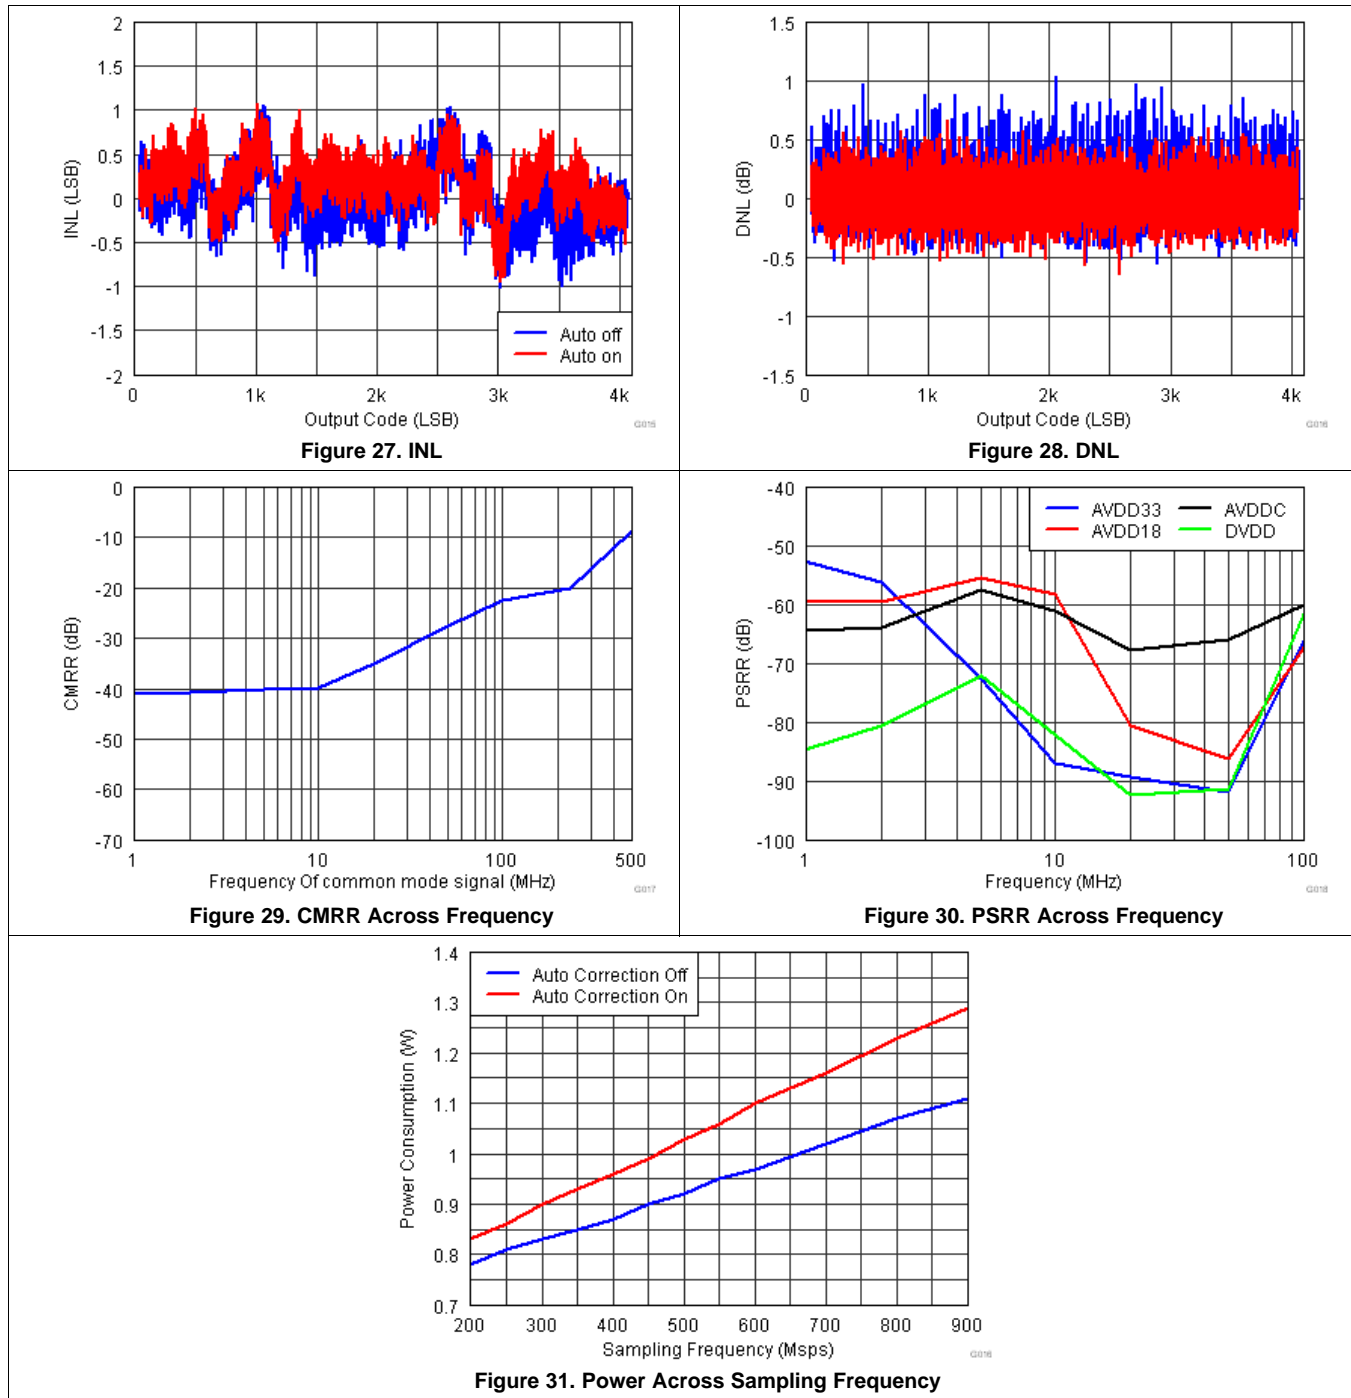 2
1.5
1
0.5
0
-0.5
-1
-1.5
-2
INL (LSB)
Auto off
Auto on
0 1k 2k 3k 4k
Output Code (LSB)
G015
Figure 27. INL
1.5
1
0.5
0
-0.5
-1
-1.5
DNL (dB)
0 1k 2k 3k 4k
Output Code (LSB)
G016
Figure 28. DNL
0
-10
-20
-30
-40
-50
-60
-70
CMRR (dB)
1 10 100 500
Frequency Of common mode signal (MHz)
G017
Figure 29. CMRR Across Frequency
-40
-50
-60
-70
-80
-90
-100
PSRR (dB)
AVDD33 AVDDC
AVDD18 DVDD
1 10 100
Frequency (MHz)
G018
Figure 30. PSRR Across Frequency
1.4
1.3
1.2
1.1
1
0.9
0.8
0.7
Power Consumption (W)
Auto Correction Off
Auto Correction On
200 300 400 500 600 700 800 900
Sampling Frequency (Msps)
G016
Figure 31. Power Across Sampling Frequency